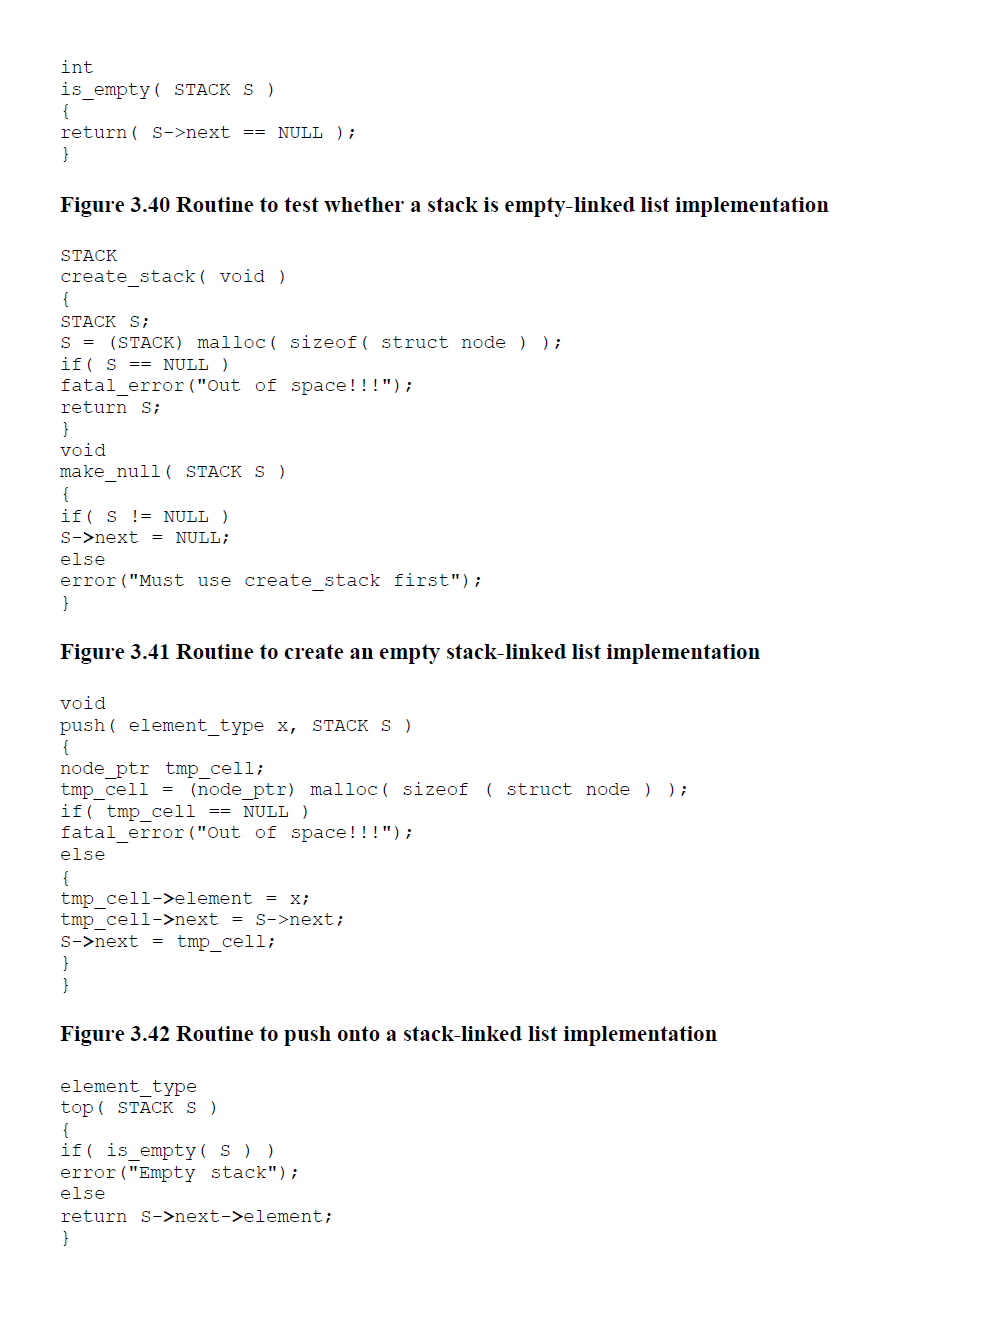 int
is_empty( STACK S )
{
return( S->next == NULL );
}
Figure 3.40 Routine to test whether a stack is empty-linked list implementation
STACK
create_stack( void )
{
STACK S;
S = (STACK) malloc( sizeof( struct node ) );
if( S == NULL )
fatal_error("Out of space!!!");
return S;
}
void
make_null( STACK S )
{
if( S != NULL )
S->next = NULL;
else
error("Must use create_stack first");
}
Figure 3.41 Routine to create an empty stack-linked list implementation
void
push( element_type x, STACK S )
{
node_ptr tmp_cell;
tmp_cell = (node_ptr) malloc( sizeof ( struct node ) );
if( tmp_cell == NULL )
fatal_error("Out of space!!!");
else
{
tmp_cell->element = x;
tmp_cell->next = S->next;
S->next = tmp_cell;
}
}
Figure 3.42 Routine to push onto a stack-linked list implementation
element_type
top( STACK S )
{
if( is_empty( S ) )
error("Empty stack");
else
return S->next->element;
}